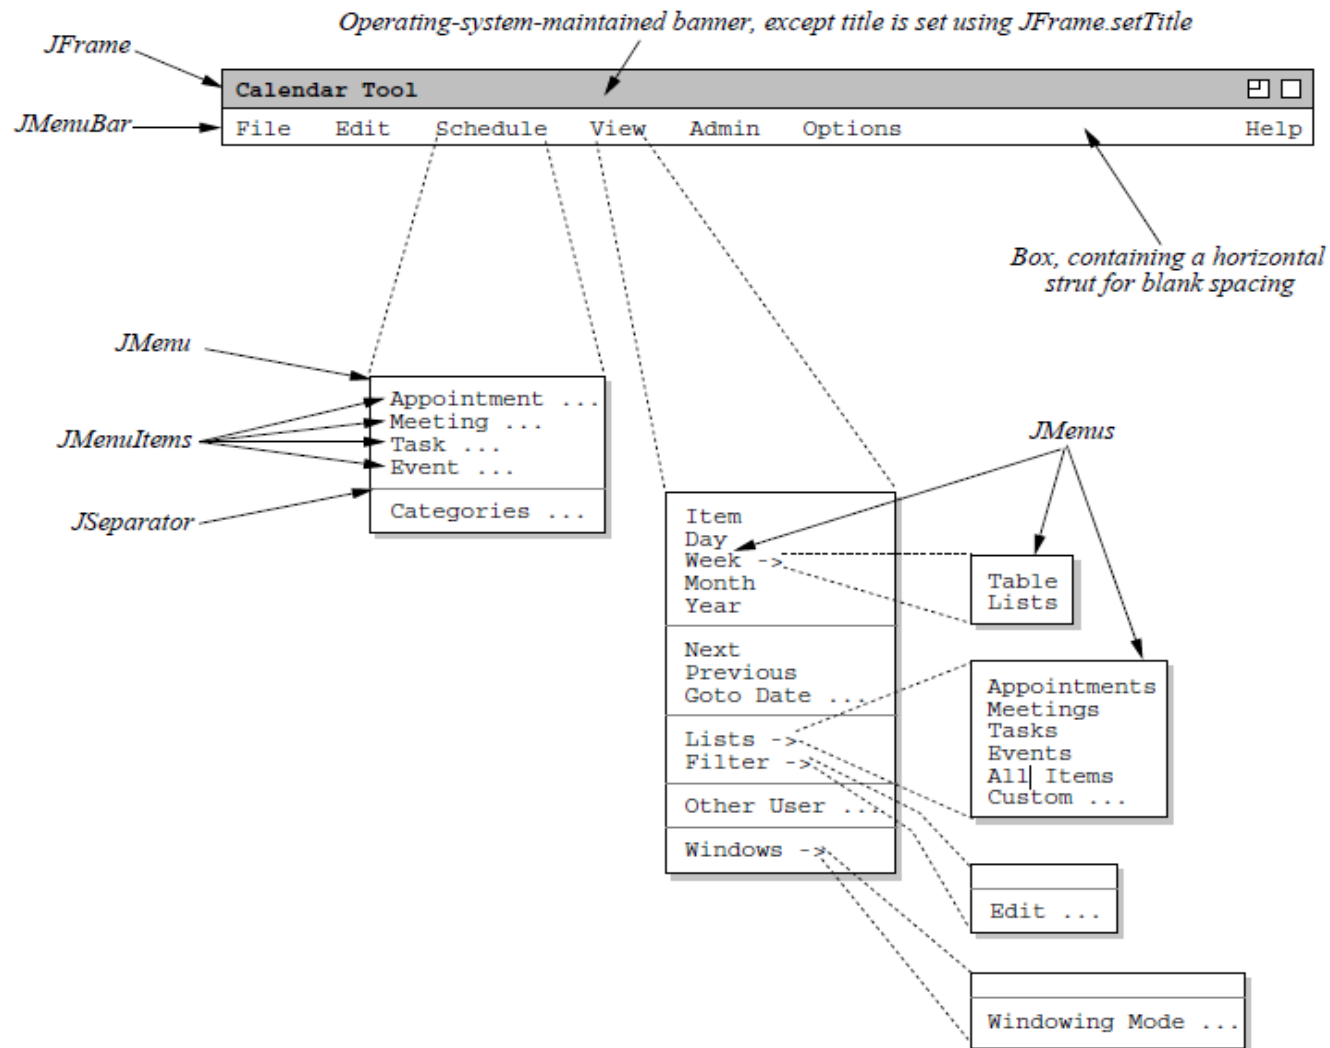 Operating-system-maintained banner, except title is set using JFrame.setTitle
JFrame
Calendar Tool
JMenuBar
File Edit Schedule View Admin Options Help
Box, containing a horizontal
strut for blank spacing
JMenu
Appointment ...
Meeting ...
JMenuItems
Task ...
Event ...
JSeparator
Categories ...
JMenus
Item
Day
Week ->
Month
Year
Next
Previous
Goto Date ...
Lists ->
Filter ->
Other User ...
Windows ->
Table
Lists
Appointments
Meetings
Tasks
Events
All Items
Custom ...
Edit ...
Windowing Mode ...